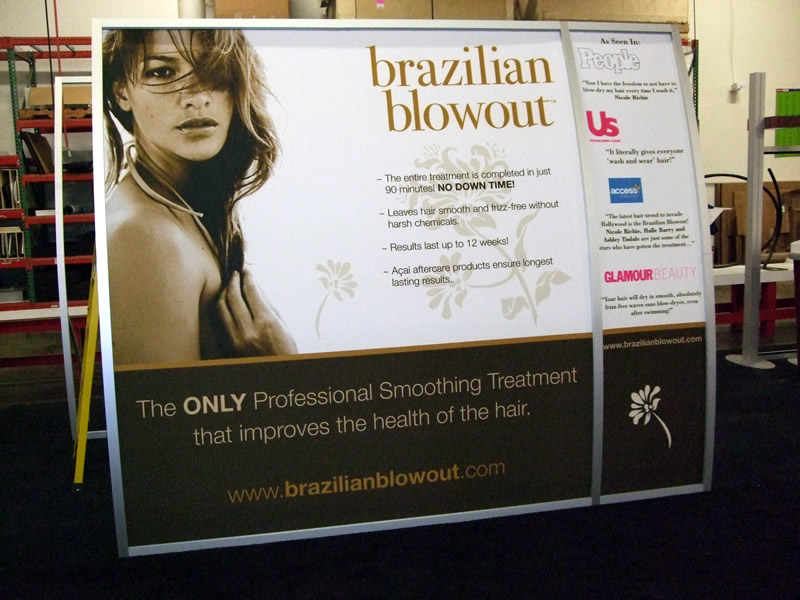 brazilian
blowout™
~ The entire treatment is completed in just
90 minutes! NO DOWN TIME!
~ Leaves hair smooth and frizz-free without
harsh chemicals.
~ Results last up to 12 weeks!
~ Açai aftercare products ensure longest
lasting results.
The ONLY Professional Smoothing Treatment
that improves the health of the hair.
www.brazilianblowout.com
As Seen In:
People
"Now I have the freedom to not have to
blow dry my hair every time I wash it,"
Nicole Richie
Us
"It literally gives everyone
'wash and wear' hair!"
access
"The latest hair trend to invade
Hollywood is the Brazilian Blowout!
Nicole Richie, Halle Barry and
Ashley Tisdale are just some of the
stars who have gotten the treatment..."
GLAMOUR BEAUTY
"Your hair will dry in smooth, absolutely
frizz-free waves sans blow-dryer, even
after swimming!"
www.brazilianblowout.com